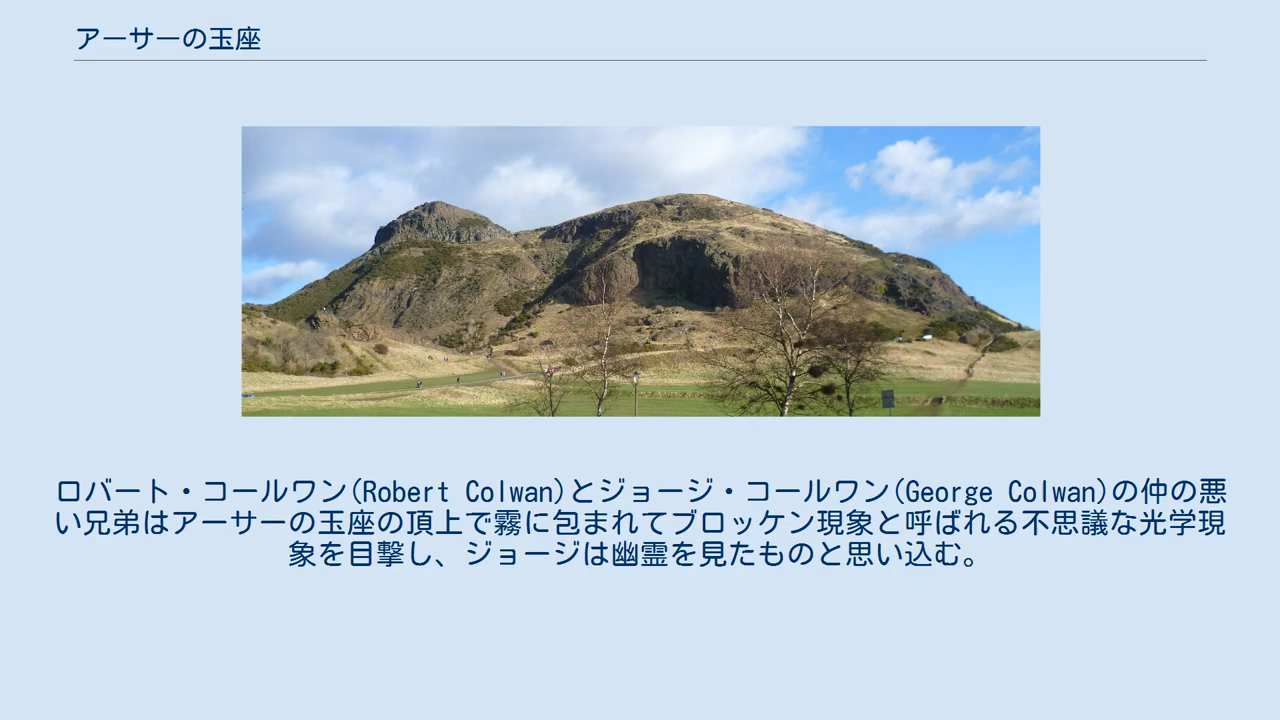 アーサーの玉座
ロバート・コールワン(Robert Colwan)とジョージ・コールワン(George Colwan)の仲の悪
い兄弟はアーサーの玉座の頂上で霧に包まれてブロッケン現象と呼ばれる不思議な光学現
象を目撃し、ジョージは幽霊を見たものと思い込む。